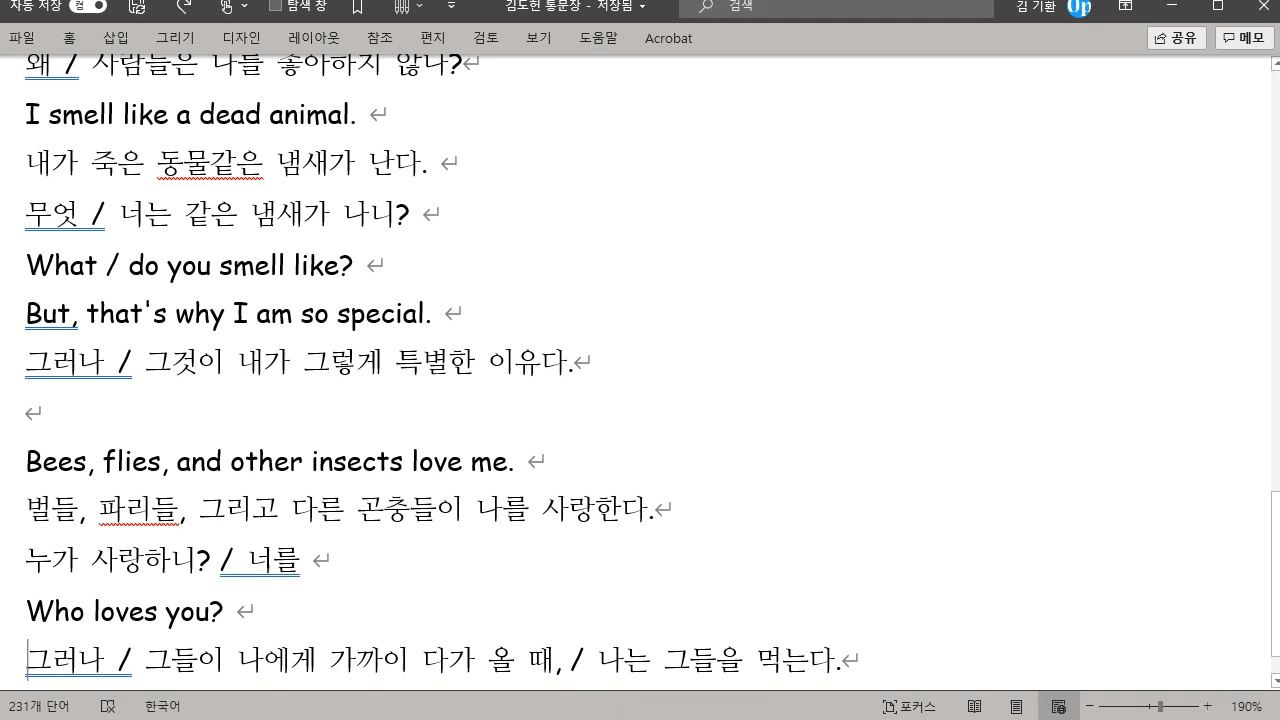 자동 저장 켬 탐색 창 김도현 통문장 - 저장됨 검색 김 기환 Up
파일 홈 삽입 그리기 디자인 레이아웃 참조 편지 검토 보기 도움말 Acrobat 공유 메모
왜 / 사람들은 나를 좋아하지 않나?
I smell like a dead animal.
내가 죽은 동물같은 냄새가 난다.
무엇 / 너는 같은 냄새가 나니?
What / do you smell like?
But, that's why I am so special.
그러나 / 그것이 내가 그렇게 특별한 이유다.
Bees, flies, and other insects love me.
벌들, 파리들, 그리고 다른 곤충들이 나를 사랑한다.
누가 사랑하니? / 너를
Who loves you?
그러나 / 그들이 나에게 가까이 다가 올 때, / 나는 그들을 먹는다.
231개 단어 한국어 포커스 190%